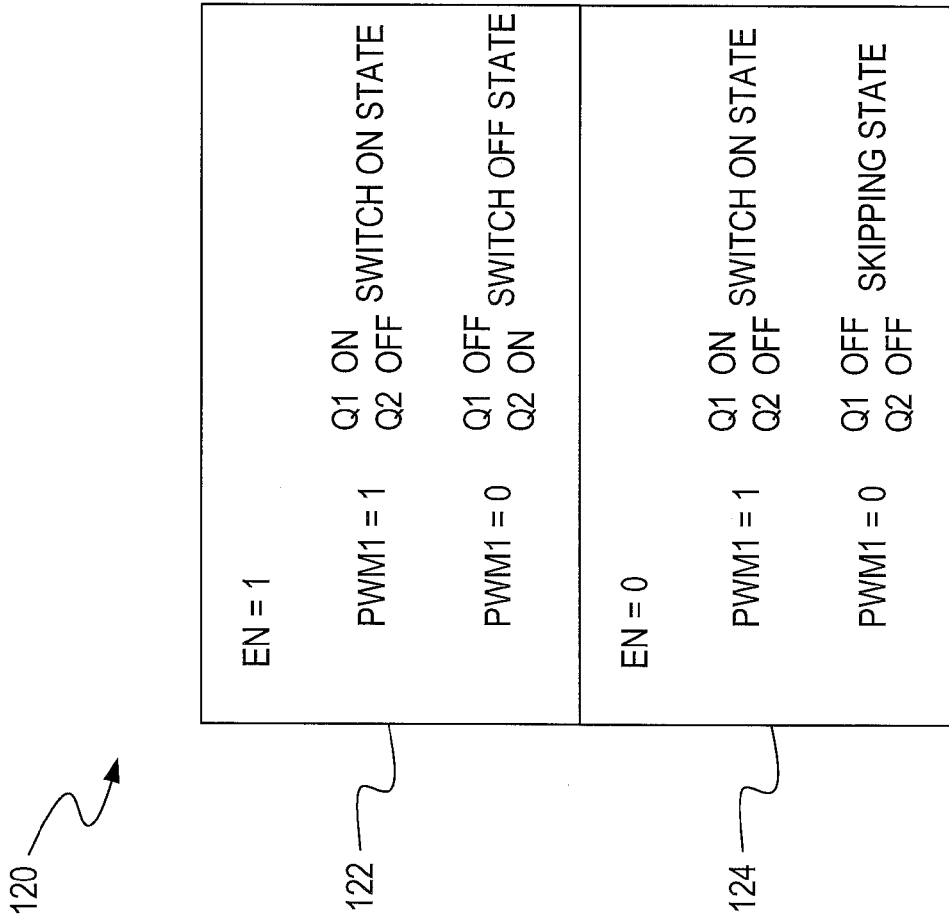 120
122
EN = 1
PWM1 = 1
Q1 ON
Q2 OFF
SWITCH ON STATE
PWM1 = 0
Q1 OFF
Q2 ON
SWITCH OFF STATE
124
EN = 0
PWM1 = 1
Q1 ON
Q2 OFF
SWITCH ON STATE
PWM1 = 0
Q1 OFF
Q2 OFF
SKIPPING STATE